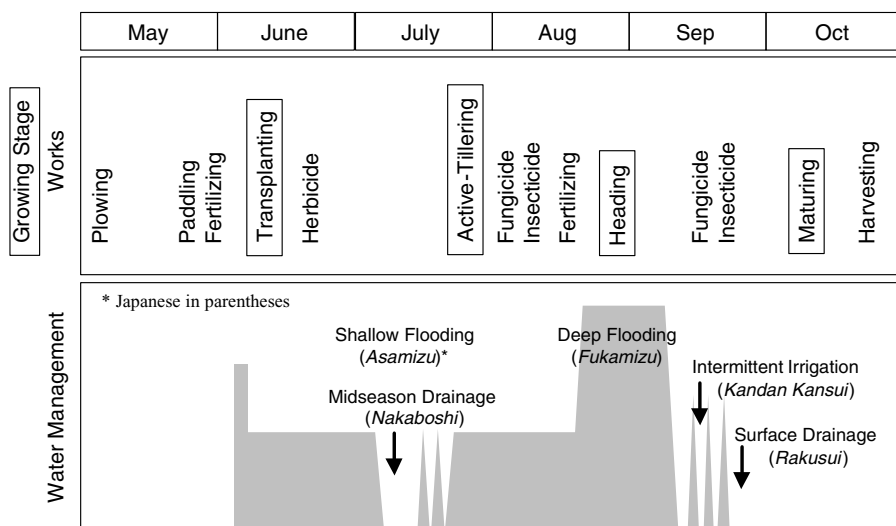 May June July Aug Sep Oct
Growing Stage
Works
Plowing
Paddling
Fertilizing
Transplanting
Herbicide
Active-Tillering
Fungicide
Insecticide
Fertilizing
Heading
Fungicide
Insecticide
Maturing
Harvesting
Water Management
* Japanese in parentheses
Shallow Flooding
(Asamizu)*
Midseason Drainage
(Nakaboshi)
Deep Flooding
(Fukamizu)
Intermittent Irrigation
(Kandan Kansui)
Surface Drainage
(Rakusui)